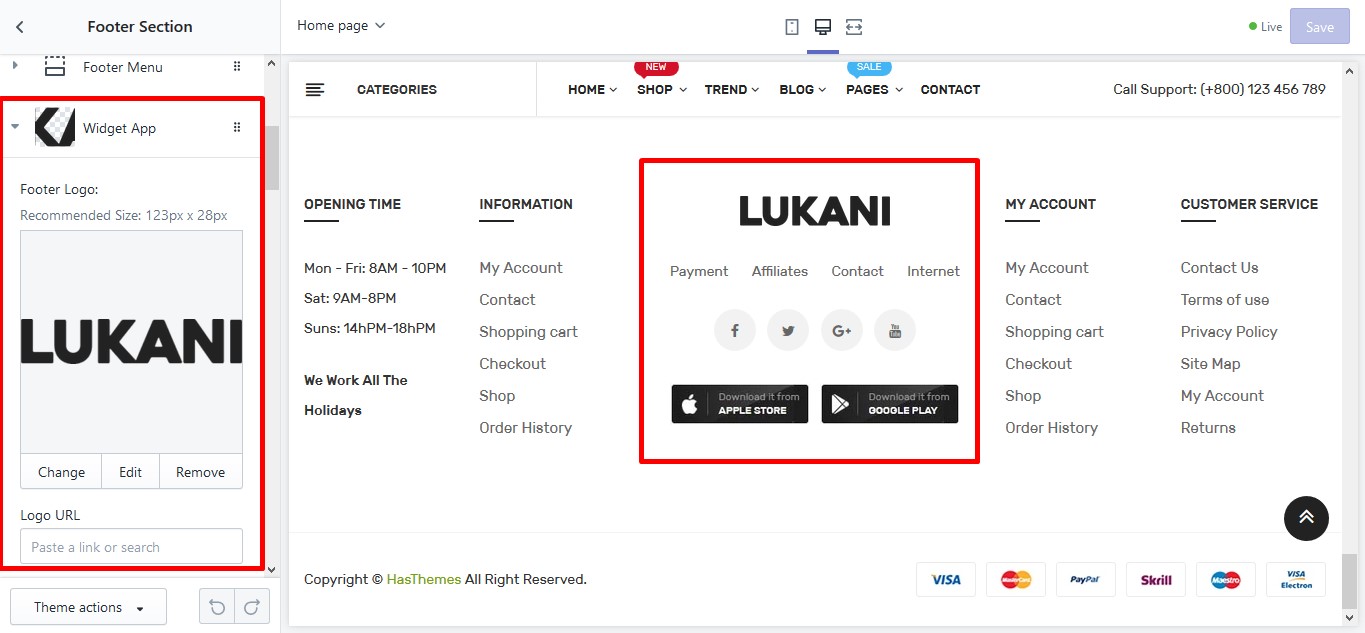 Footer Section
Home page
Live
Save
Footer Menu
Widget App
Footer Logo:
Recommended Size: 123px x 28px
LUKANI
Change
Edit
Remove
Logo URL
Paste a link or search
Theme actions
CATEGORIES
NEW
SALE
HOME
SHOP
TREND
BLOG
PAGES
CONTACT
Call Support: (+800) 123 456 789
OPENING TIME
Mon - Fri: 8AM - 10PM
Sat: 9AM-8PM
Suns: 14hPM-18hPM
We Work All The
Holidays
INFORMATION
My Account
Contact
Shopping cart
Checkout
Shop
Order History
LUKANI
Payment
Affiliates
Contact
Internet
f
G+
You
Tube
Download it from
APPLE STORE
Download it from
GOOGLE PLAY
MY ACCOUNT
My Account
Contact
Shopping cart
Checkout
Shop
Order History
CUSTOMER SERVICE
Contact Us
Terms of use
Privacy Policy
Site Map
My Account
Returns
Copyright © HasThemes All Right Reserved.
VISA
MasterCard
PayPal
Skrill
Maestro
VISA
Electron